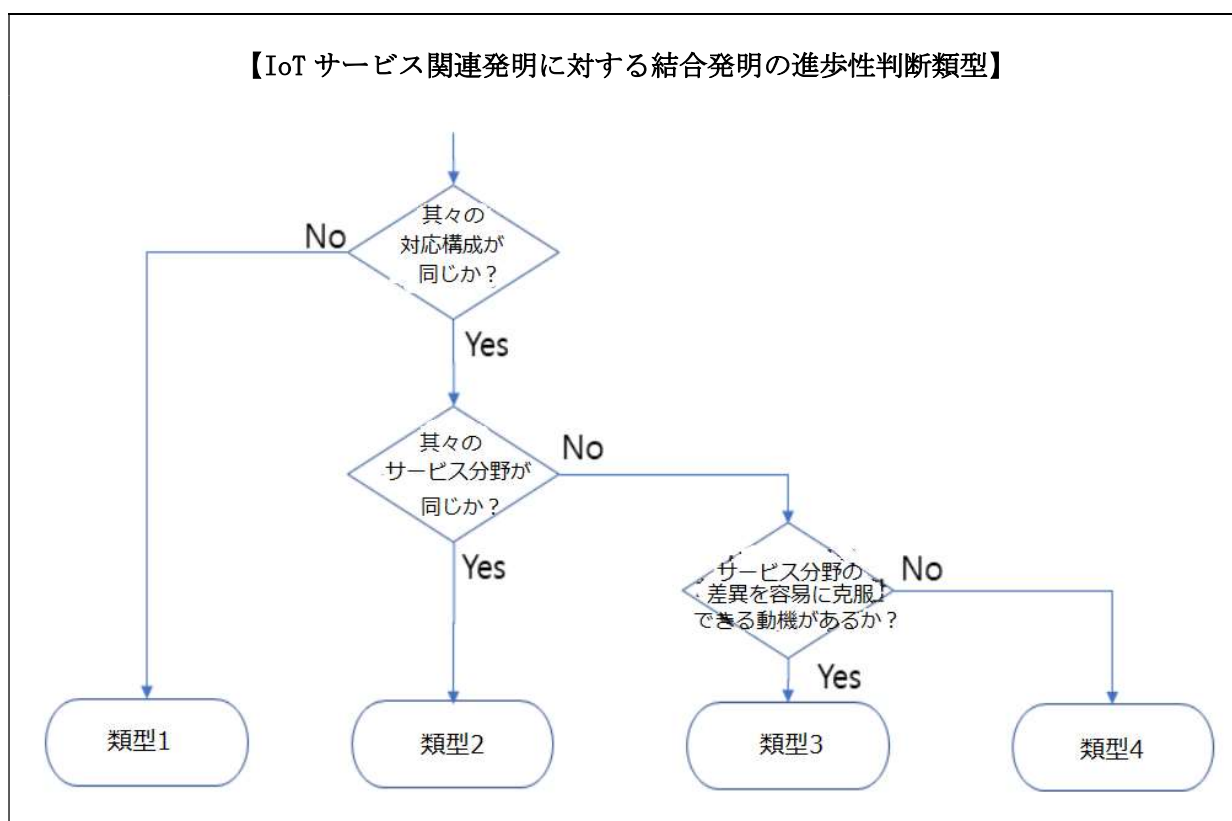 【IoT サービス関連発明に対する結合発明の進歩性判断類型】
其々の
対応構成が
同じか？
No
Yes
其々の
サービス分野が
同じか？
No
Yes
サービス分野の
差異を容易に克服
できる動機があるか？
No
Yes
類型1
類型2
類型3
類型4